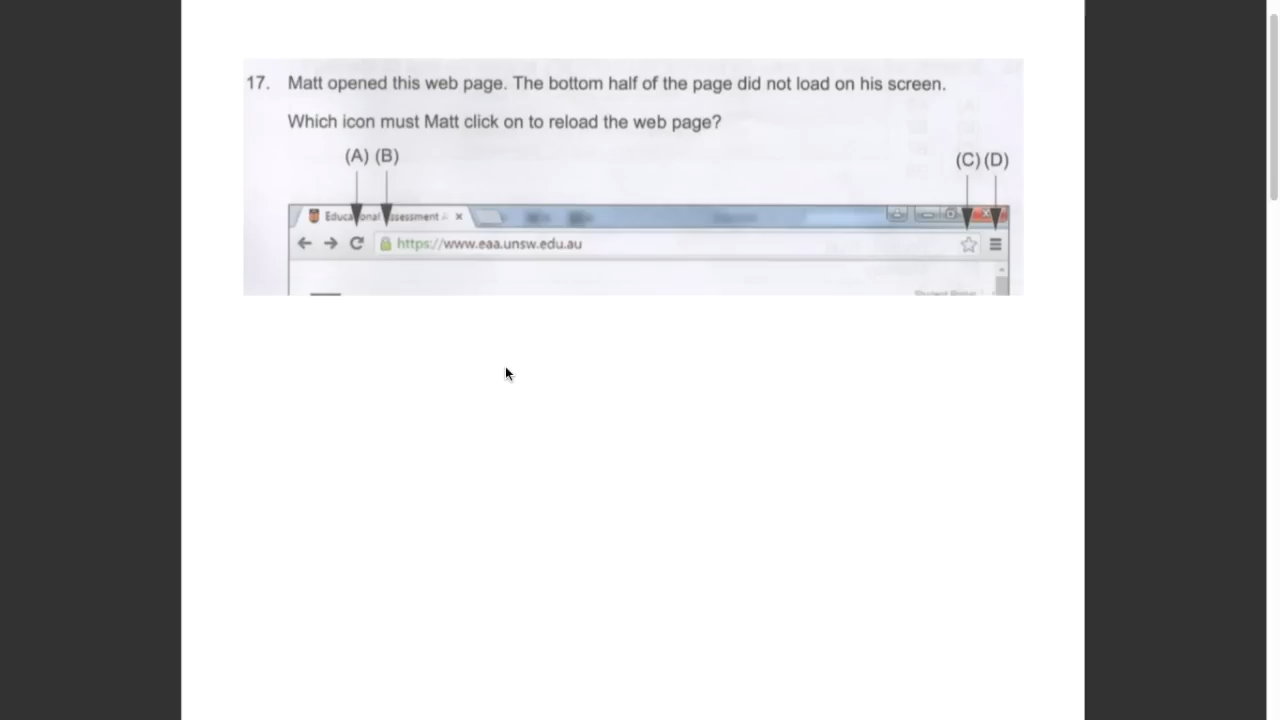 17. Matt opened this web page. The bottom half of the page did not load on his screen.
Which icon must Matt click on to reload the web page?
(A) (B) (C) (D)
https://www.eaa.unsw.edu.au